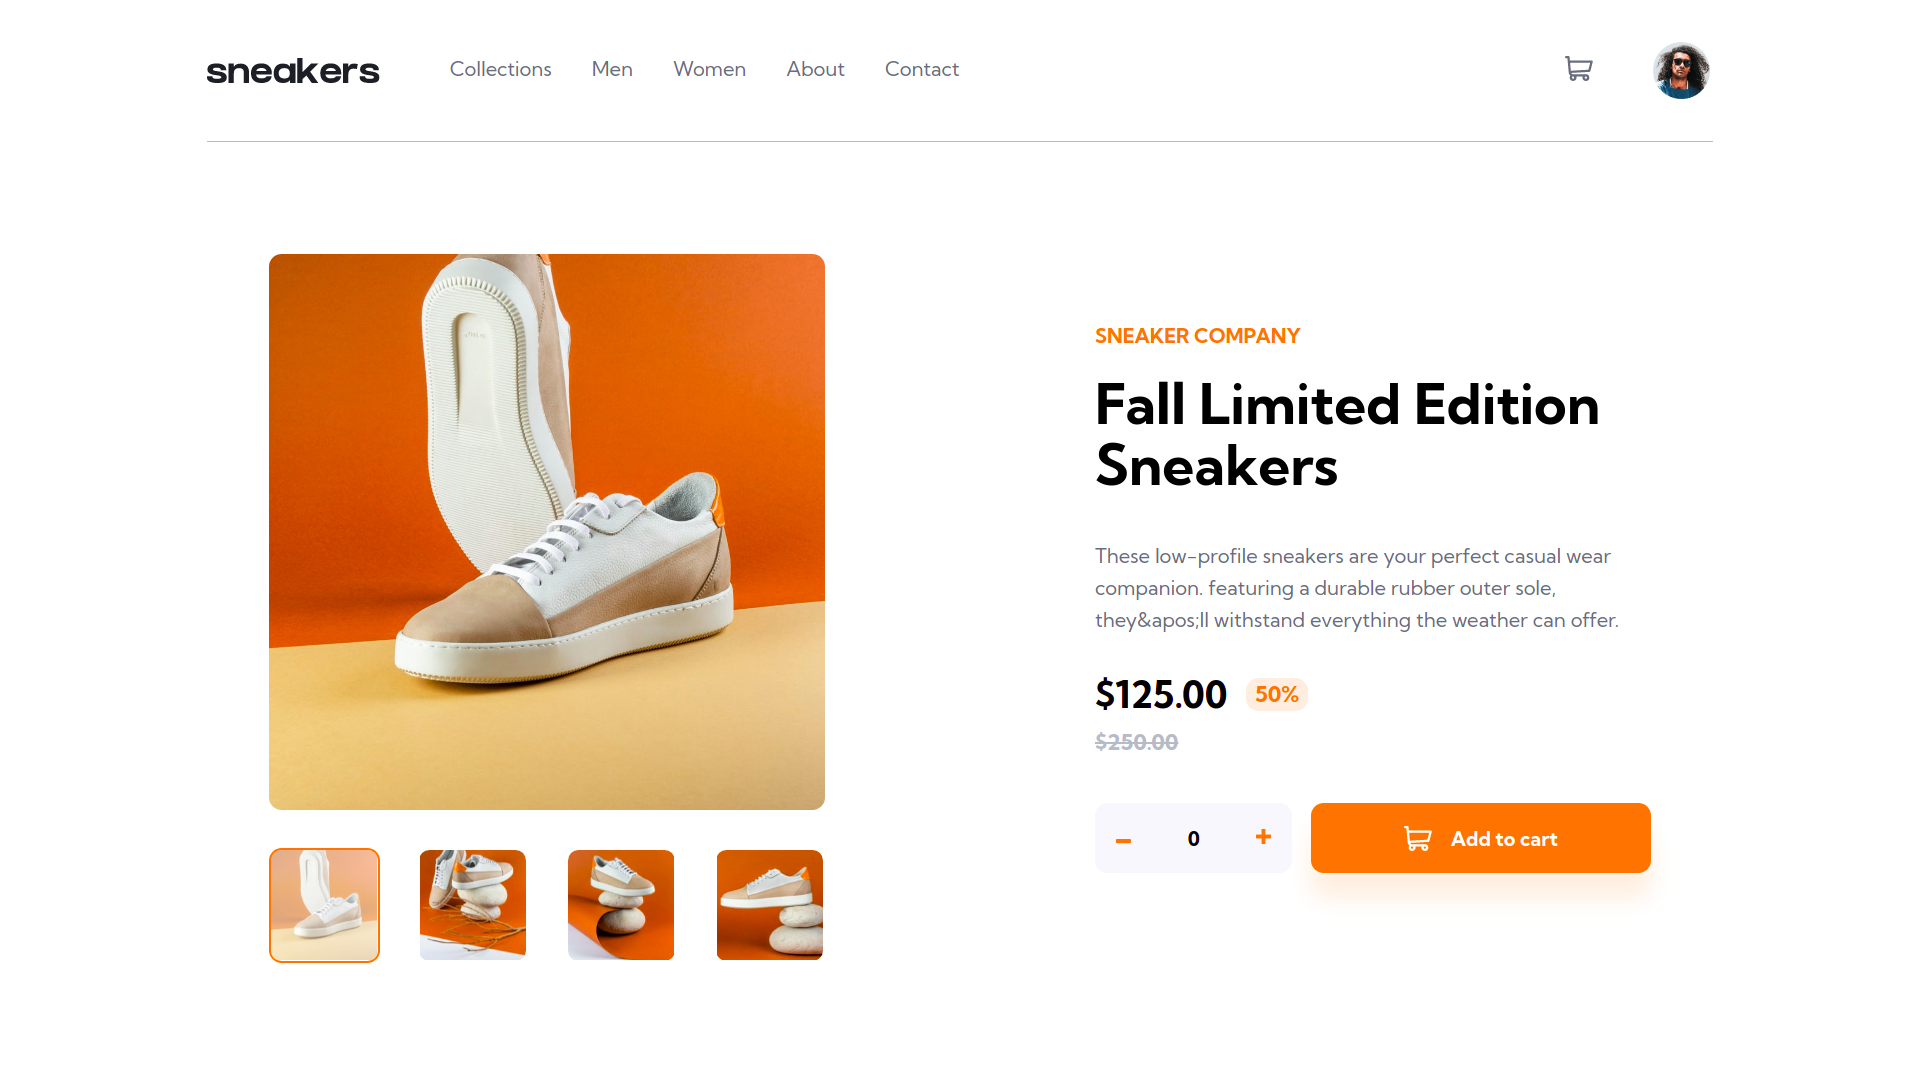 sneakers
Collections Men Women About Contact
SNEAKER COMPANY
Fall Limited Edition
Sneakers
These low-profile sneakers are your perfect casual wear
companion. featuring a durable rubber outer sole,
they&apos;ll withstand everything the weather can offer.
$125.00 50%
$250.00
0
Add to cart